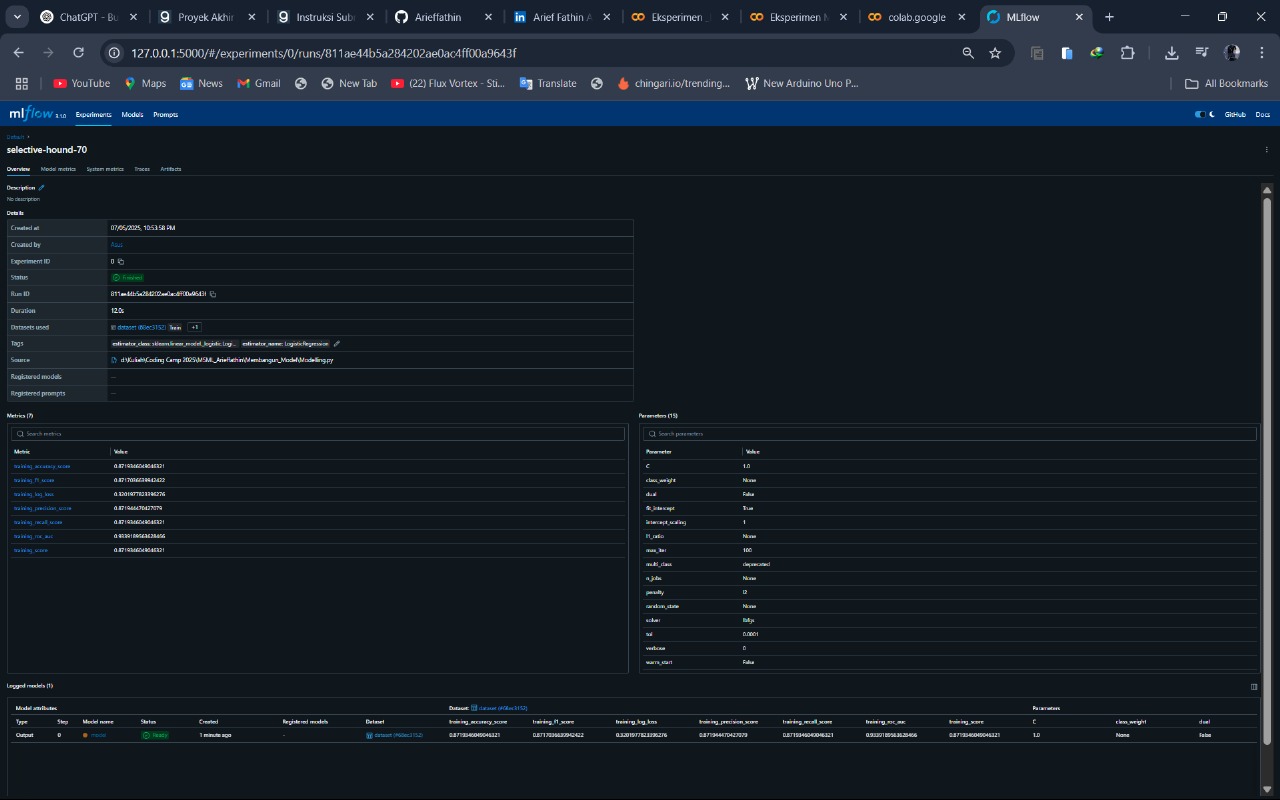 ChatGPT - Bu
Proyek Akhir
Instruksi Sub
Arieffathin
Arief Fathin A
Eksperimen_
Eksperimen M
colab.google
MLflow
127.0.0.1:5000/#/experiments/0/runs/811ae44b5a284202ae0ac4ff00a9643f
YouTube Maps News Gmail New Tab (22) Flux Vortex - Sti... Translate chingari.io/trending... New Arduino Uno P... All Bookmarks
mlflow 3.1.0 Experiments Models Prompts GitHub Docs
Default >
selective-hound-70
Overview Model metrics System metrics Traces Artifacts
Description
No description
Details
Created at 07/05/2025, 10:53:58 PM
Created by Asus
Experiment ID 0
Status Finished
Run ID 811ae44b5a284202ae0ac4ff00a9643f
Duration 12.0s
Datasets used dataset (f68ec3152) Train +1
Tags estimator_class: sklearn.linear_model._logistic.Logi... estimator_name: LogisticRegression
Source d:\Kuliah\Coding Camp 2025\MSML_Arieffathin\Membangun_Model\Modelling.py
Registered models —
Registered prompts —
Metrics (7)
Search metrics
Metric Value
training_accuracy_score 0.8719346049046321
training_f1_score 0.8717036639942422
training_log_loss 0.3201977823396276
training_precision_score 0.871944470427079
training_recall_score 0.8719346049046321
training_roc_auc 0.9339189563628466
training_score 0.8719346049046321
Parameters (15)
Search parameters
Parameter Value
C 1.0
class_weight None
dual False
fit_intercept True
intercept_scaling 1
l1_ratio None
max_iter 100
multi_class deprecated
n_jobs None
penalty l2
random_state None
solver lbfgs
tol 0.0001
verbose 0
warm_start False
Logged models (1)
Model attributes Dataset: dataset (#68ec3152) Parameters
Type Step Model name Status Created Registered models Dataset training_accuracy_score training_f1_score training_log_loss training_precision_score training_recall_score training_roc_auc training_score C class_weight dual
Output 0 model Ready 1 minute ago - dataset (#68ec3152) 0.8719346049046321 0.8717036639942422 0.3201977823396276 0.871944470427079 0.8719346049046321 0.9339189563628466 0.8719346049046321 1.0 None False